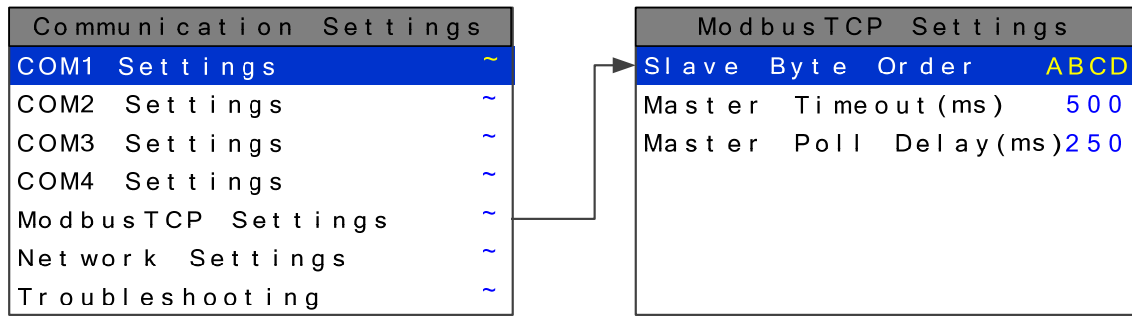 Communication Settings
COM1 Settings ~
COM2 Settings ~
COM3 Settings ~
COM4 Settings ~
ModbusTCP Settings ~
Network Settings ~
Troubleshooting ~
ModbusTCP Settings
Slave Byte Order ABCD
Master Timeout(ms) 500
Master Poll Delay(ms)250